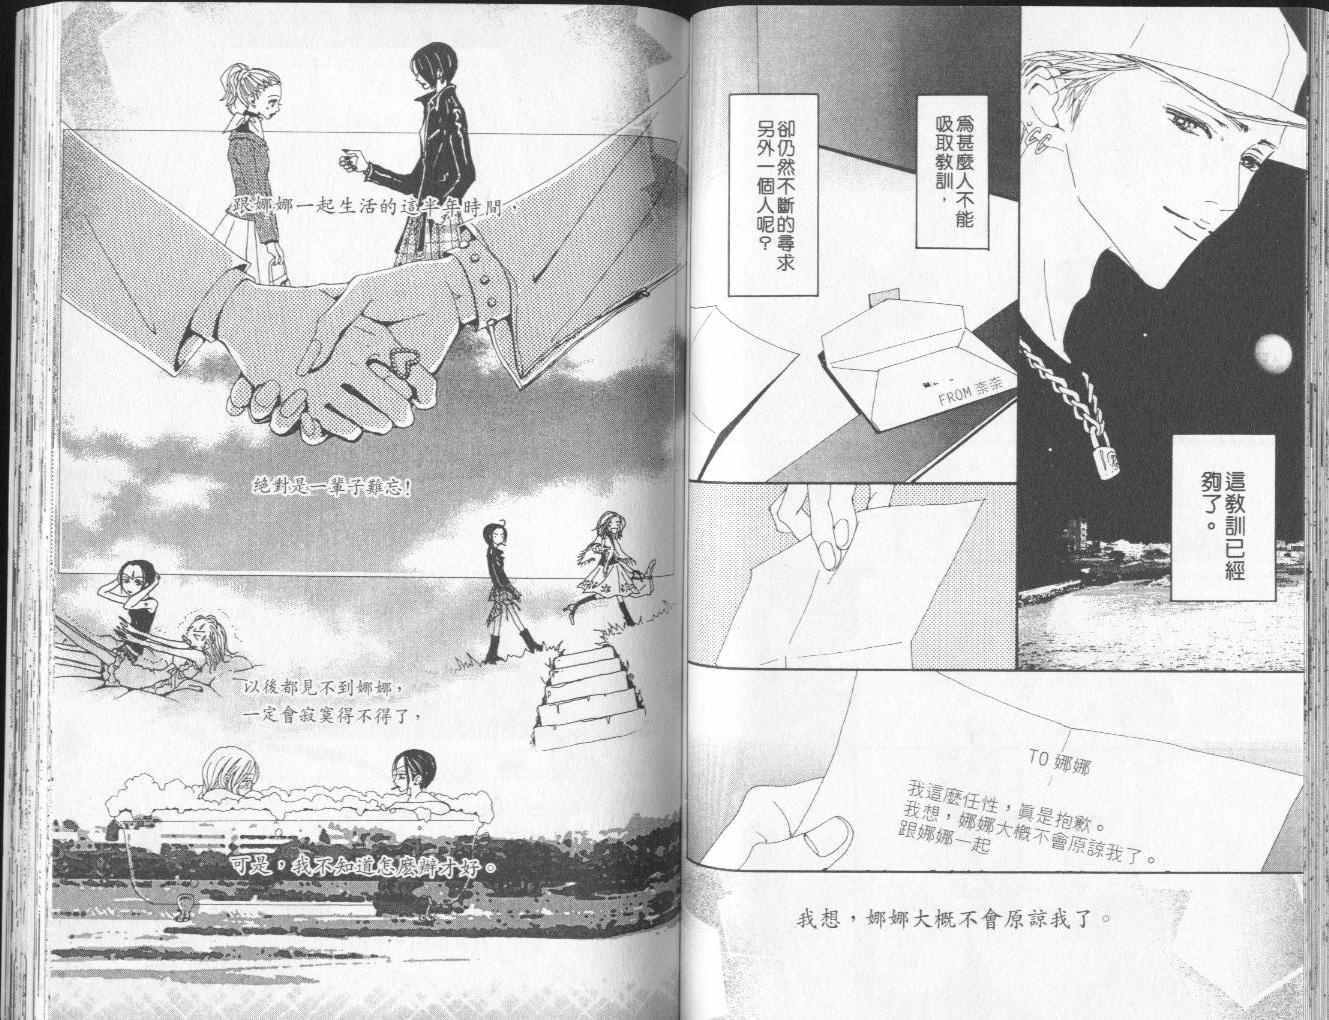 這教訓已經
夠了。
為甚麼人不能
吸取教訓，
卻仍然不斷的尋求
另外一個人呢？
FROM 柰柰
TO 娜娜
我這麼任性，眞是抱歉。
我想，娜娜大概不會原諒我了。
跟娜娜一起
我想，娜娜大概不會原諒我了。
跟娜娜一起生活的這半年時間，
絕對是一輩子難忘！
以後都見不到娜娜，
一定會寂寞得不得了，
可是，我不知道怎麼辦才好。